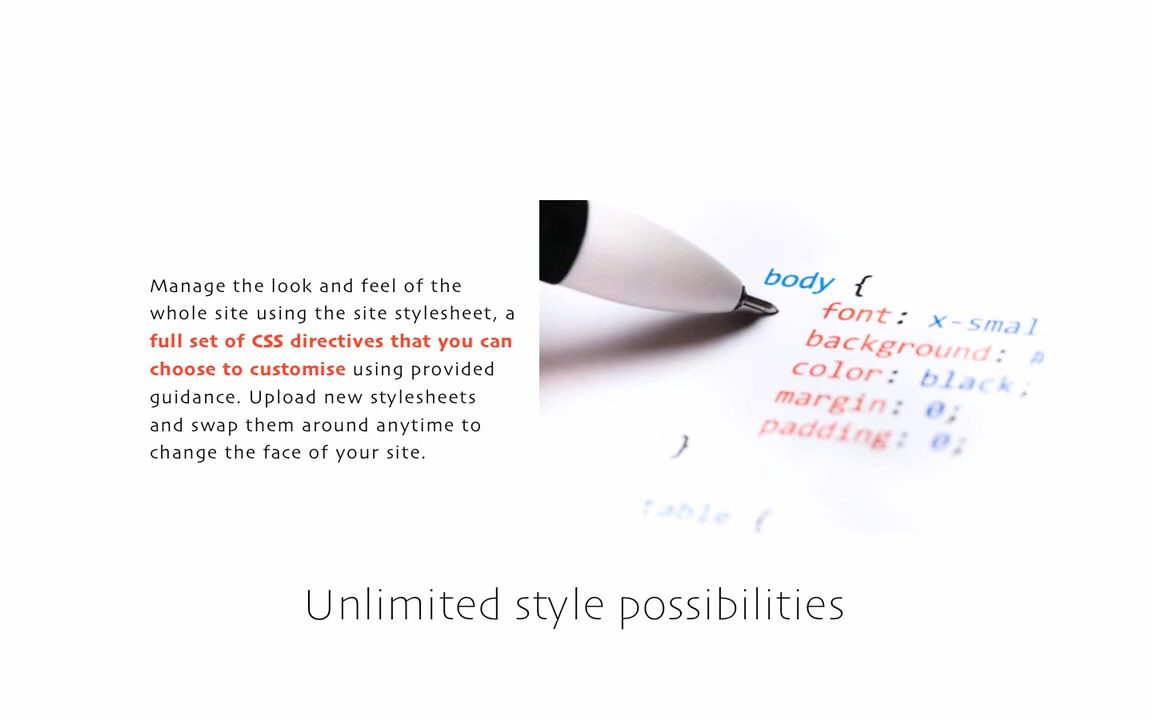 Manage the look and feel of the
whole site using the site stylesheet, a
full set of CSS directives that you can
choose to customise using provided
guidance. Upload new stylesheets
and swap them around anytime to
change the face of your site.
body {
font: x-smal
background: #
color: black;
margin: 0;
padding: 0;
}
table {
Unlimited style possibilities